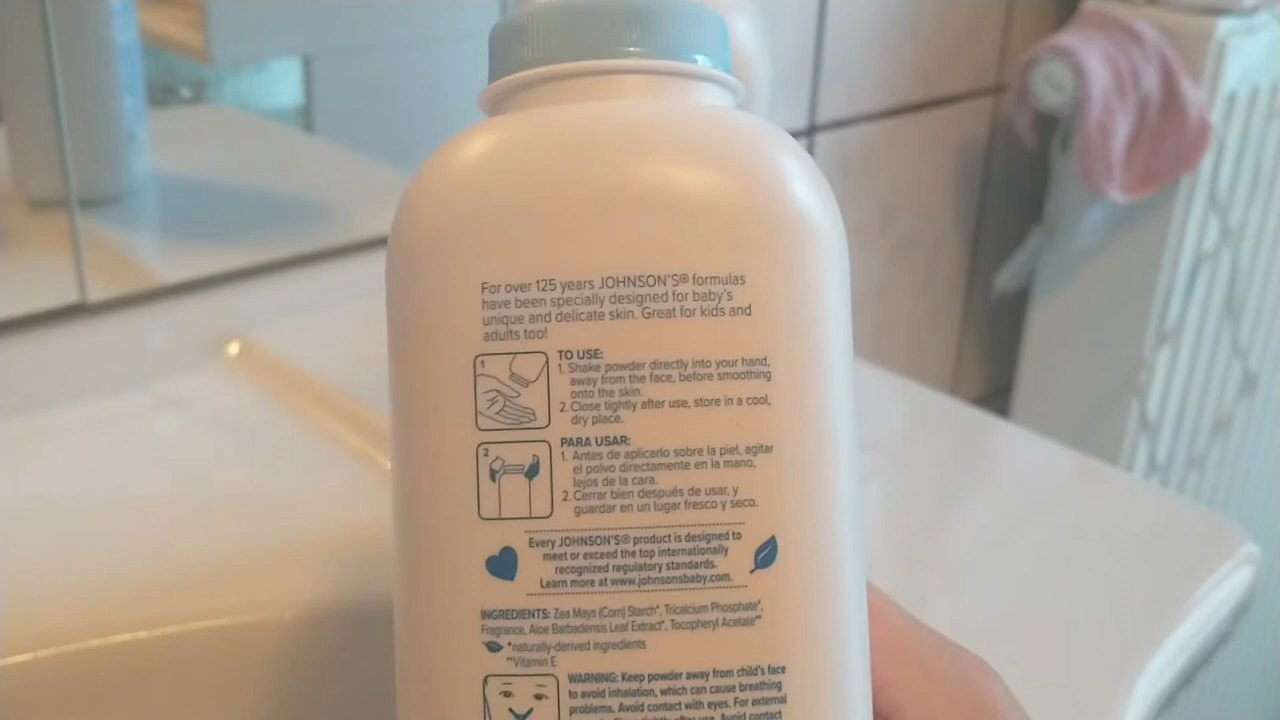 For over 125 years JOHNSON'S® formulas
have been specially designed for baby's
unique and delicate skin. Great for kids and
adults too!
1
TO USE:
1. Shake powder directly into your hand,
away from the face, before smoothing
onto the skin.
2. Close tightly after use, store in a cool,
dry place.
2
PARA USAR:
1. Antes de aplicarlo sobre la piel, agitar
el polvo directamente en la mano,
lejos de la cara.
2. Cerrar bien después de usar, y
guardar en un lugar fresco y seco.
Every JOHNSON'S® product is designed to
meet or exceed the top internationally
recognized regulatory standards.
Learn more at www.johnsonsbaby.com.
INGREDIENTS: Zea Mays (Corn) Starch*, Tricalcium Phosphate*,
Fragrance, Aloe Barbadensis Leaf Extract*, Tocopheryl Acetate**
*naturally-derived ingredients
**Vitamin E
WARNING: Keep powder away from child's face
to avoid inhalation, which can cause breathing
problems. Avoid contact with eyes. For external
tightly after use. Avoid contact